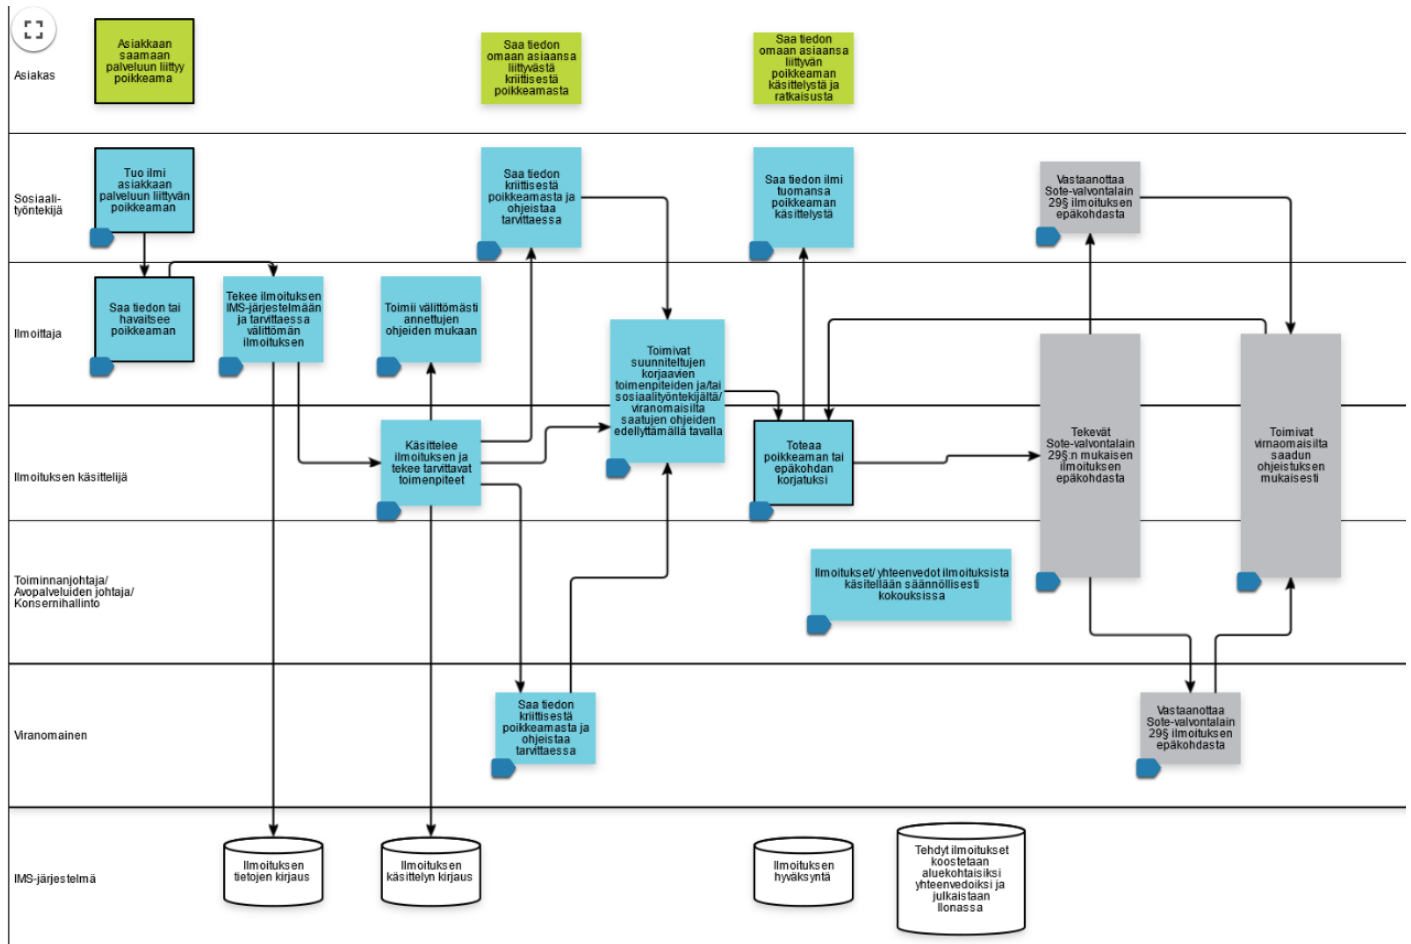 Asiakas
Asiakkaan
saamaan
palveluun liittyy
poikkeama
Saa tiedon
omaan asiaansa
liittyvästä
kriittisestä
poikkeamasta
Saa tiedon
omaan asiaansa
liittyvän
poikkeaman
käsittelystä ja
ratkaisusta
Sosiaali-
työntekijä
Tuo ilmi
asiakkaan
palveluun liittyvän
poikkeaman
Saa tiedon
kriittisestä
poikkeamasta ja
ohjeistaa
tarvittaessa
Saa tiedon ilmi
tuomansa
poikkeaman
käsittelystä
Vastaanottaa
Sote-valvontalain
29§ ilmoituksen
epäkohdasta
Ilmoittaja
Saa tiedon tai
havaitsee
poikkeaman
Tekee ilmoituksen
IMS-järjestelmään
ja tarvittaessa
välittömän
ilmoituksen
Toimii välittömästi
annettujen
ohjeiden mukaan
Toimivat
suunniteltujen
korjaavien
toimenpiteiden ja/tai
sosiaalityöntekijältä/
viranomaisilta
saatujen ohjeiden
edellyttämällä tavalla
Ilmoituksen käsittelijä
Käsittelee
ilmoituksen ja
tekee tarvittavat
toimenpiteet
Toteaa
poikkeaman tai
epäkohdan
korjatuksi
Tekevät
Sote-valvontalain
29§:n mukaisen
ilmoituksen
epäkohdasta
Toimivat
virnaomaisilta
saadun
ohjeistuksen
mukaisesti
Toiminnanjohtaja/
Avopalveluiden johtaja/
Konsernihallinto
Ilmoitukset/ yhteenvedot ilmoituksista
käsitellään säännöllisesti
kokouksissa
Viranomainen
Saa tiedon
kriittisestä
poikkeamasta ja
ohjeistaa
tarvittaessa
Vastaanottaa
Sote-valvontalain
29§ ilmoituksen
epäkohdasta
IMS-järjestelmä
Ilmoituksen
tietojen kirjaus
Ilmoituksen
käsittelyn kirjaus
Ilmoituksen
hyväksyntä
Tehdyt ilmoitukset
koostetaan
aluekohtaisiksi
yhteenvedoiksi ja
julkaistaan
Ilonassa